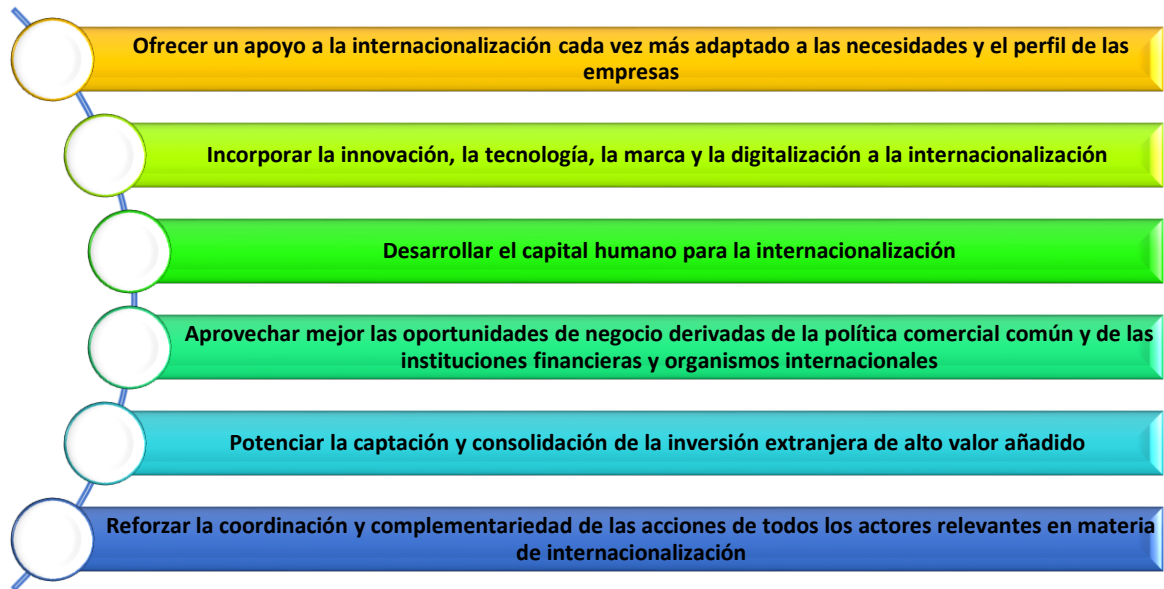 Ofrecer un apoyo a la internacionalización cada vez más adaptado a las necesidades y el perfil de las
empresas
Incorporar la innovación, la tecnología, la marca y la digitalización a la internacionalización
Desarrollar el capital humano para la internacionalización
Aprovechar mejor las oportunidades de negocio derivadas de la política comercial común y de las
instituciones financieras y organismos internacionales
Potenciar la captación y consolidación de la inversión extranjera de alto valor añadido
Reforzar la coordinación y complementariedad de las acciones de todos los actores relevantes en materia
de internacionalización